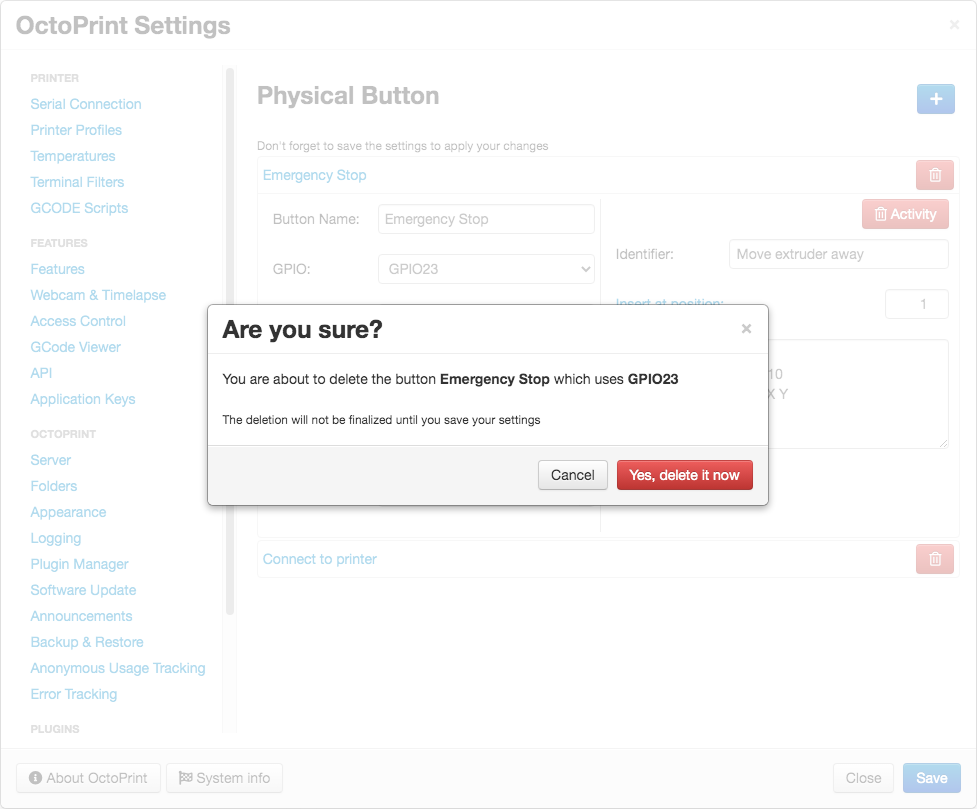 OctoPrint Settings
×
PRINTER
Serial Connection
Printer Profiles
Temperatures
Terminal Filters
GCODE Scripts
FEATURES
Features
Webcam & Timelapse
Access Control
GCode Viewer
API
Application Keys
OCTOPRINT
Server
Folders
Appearance
Logging
Plugin Manager
Software Update
Announcements
Backup & Restore
Anonymous Usage Tracking
Error Tracking
PLUGINS
Physical Button
+
Don't forget to save the settings to apply your changes
Emergency Stop
Button Name: Emergency Stop
GPIO: GPIO23
Activity
Identifier: Move extruder away
Insert at position: 1
10
X Y
Are you sure?
×
You are about to delete the button Emergency Stop which uses GPIO23
The deletion will not be finalized until you save your settings
Cancel Yes, delete it now
Connect to printer
About OctoPrint System info Close Save